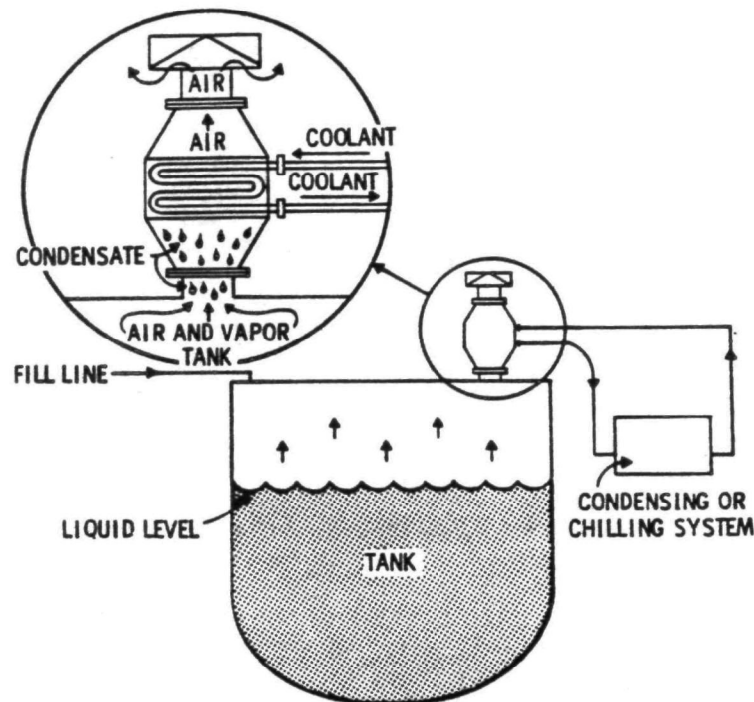 AIR
AIR
COOLANT
COOLANT
CONDENSATE
AIR AND VAPOR
TANK
FILL LINE
LIQUID LEVEL
TANK
CONDENSING OR
CHILLING SYSTEM